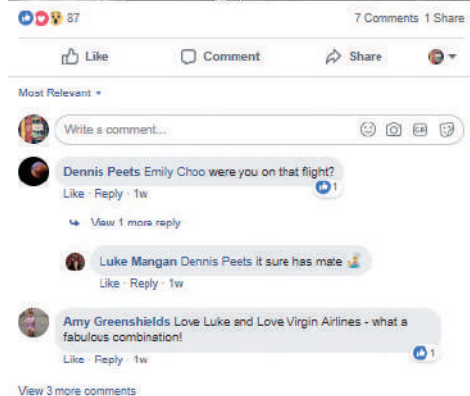 87 7 Comments 1 Share
Like Comment Share
Most Relevant
Write a comment...
GIF
Dennis Peets Emily Choo were you on that flight?
1
Like · Reply · 1w
View 1 more reply
Luke Mangan Dennis Peets it sure has mate
Like · Reply · 1w
Amy Greenshields Love Luke and Love Virgin Airlines - what a
fabulous combination!
1
Like · Reply · 1w
View 3 more comments